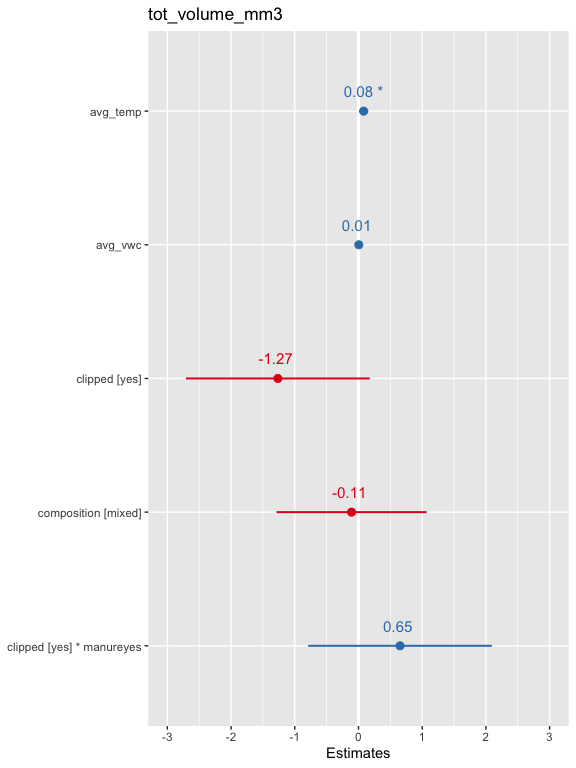 tot_volume_mm3
avg_temp
0.08 *
avg_vwc
0.01
clipped [yes]
-1.27
composition [mixed]
-0.11
clipped [yes] * manureyes
0.65
-3 -2 -1 0 1 2 3
Estimates